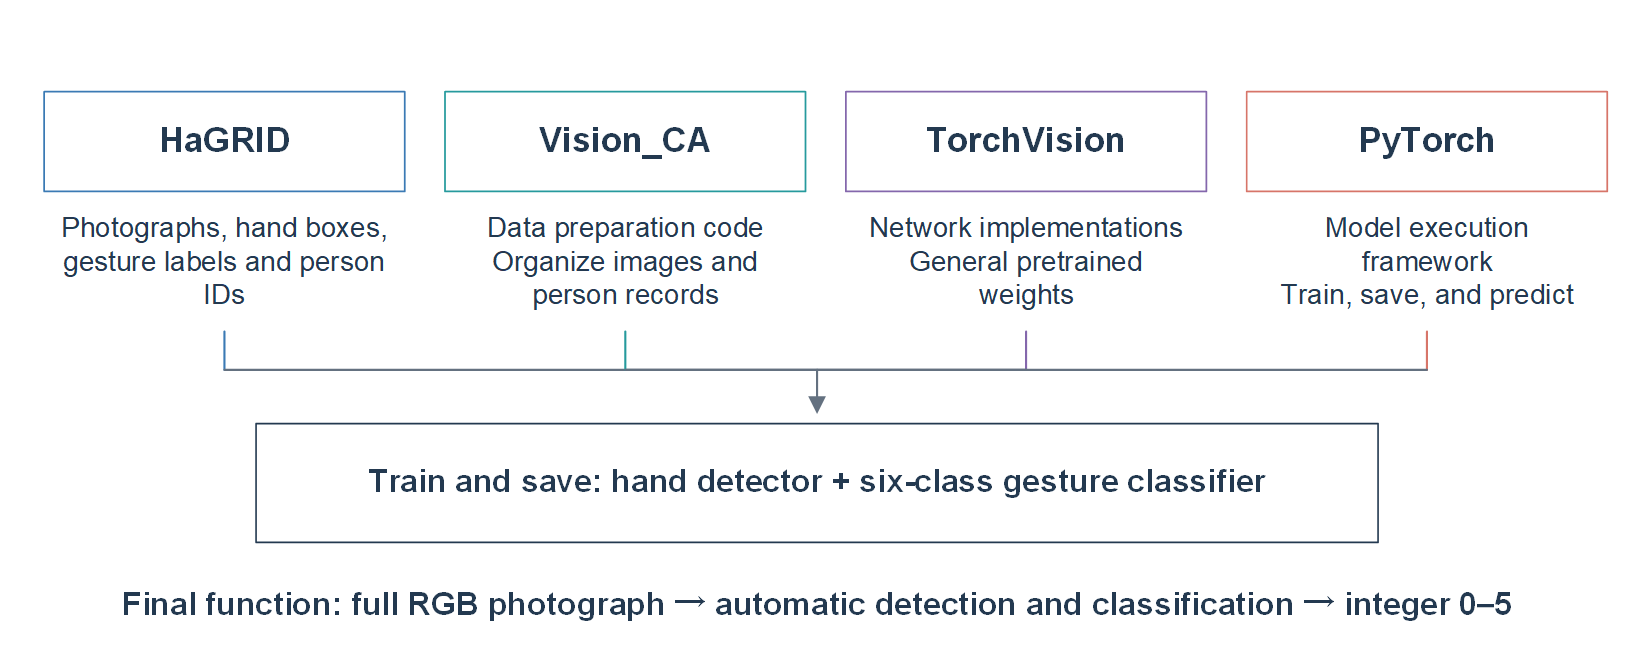 HaGRID
Vision_CA
TorchVision
PyTorch
Photographs, hand boxes,
gesture labels and person
IDs
Data preparation code
Organize images and
person records
Network implementations
General pretrained
weights
Model execution
framework
Train, save, and predict
Train and save: hand detector + six-class gesture classifier
Final function: full RGB photograph → automatic detection and classification → integer 0–5